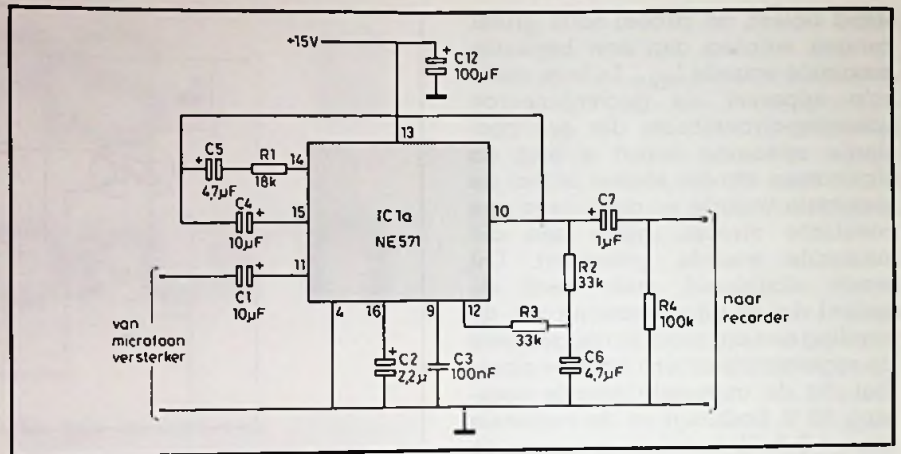 +15V
C12
100µF
13
C5
4,7µF
R1
18k
14
C4
10µF
15
IC1a
NE571
10
C7
1µF
C1
10µF
11
R2
33k
R3
33k
R4
100k
naar
recorder
van
microfoon
versterker
4
16
9
12
C2
2,2µ
C3
100nF
C6
4,7µF